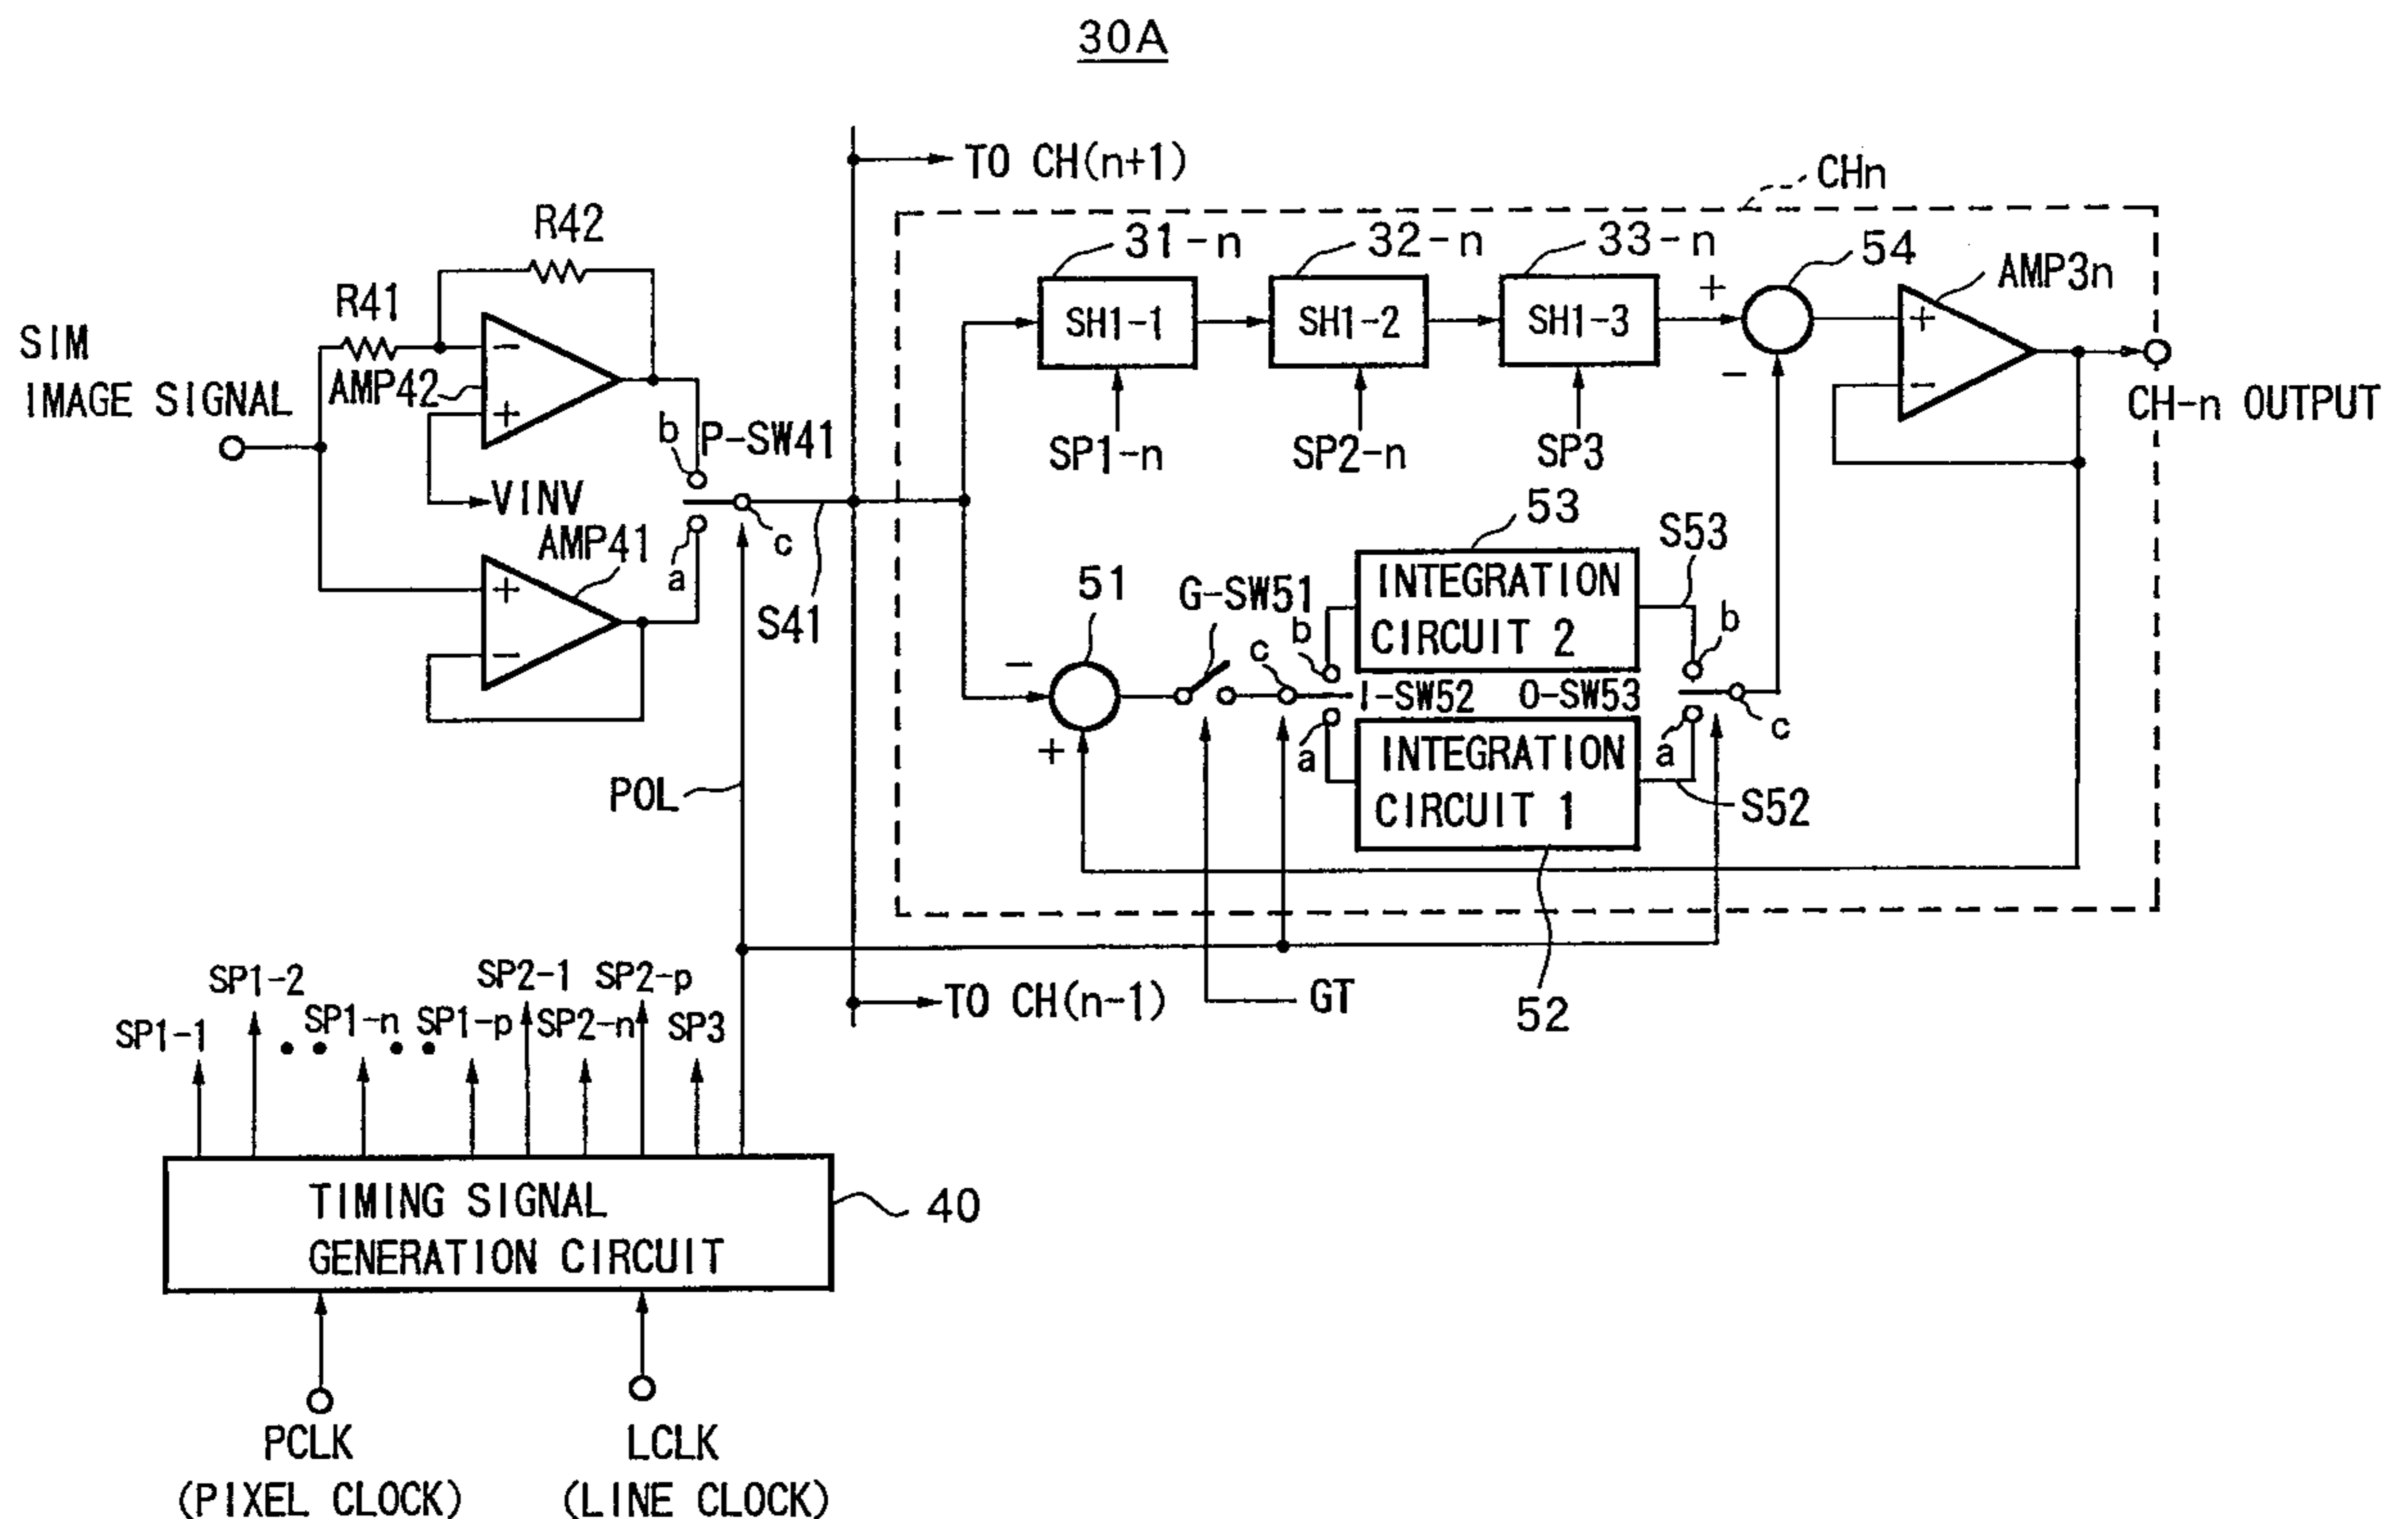 30A
TO CH(n+1)
CHn
R42
31-n
32-n
33-n
54
AMP3n
R41
SIM
IMAGE SIGNAL
AMP42
−
+
SH1-1
SH1-2
SH1-3
+
−
+
−
CH-n OUTPUT
b
P-SW41
SP1-n
SP2-n
SP3
VINV
c
a
AMP41
+
−
S41
53
S53
51
G-SW51
INTEGRATION
CIRCUIT 2
b
b
c
−
+
I-SW52
O-SW53
a
a
c
INTEGRATION
CIRCUIT 1
S52
POL
TO CH(n-1)
GT
52
SP1-1
SP1-2
SP1-n
SP1-p
SP2-1
SP2-n
SP2-p
SP3
TIMING SIGNAL
GENERATION CIRCUIT
40
PCLK
(PIXEL CLOCK)
LCLK
(LINE CLOCK)